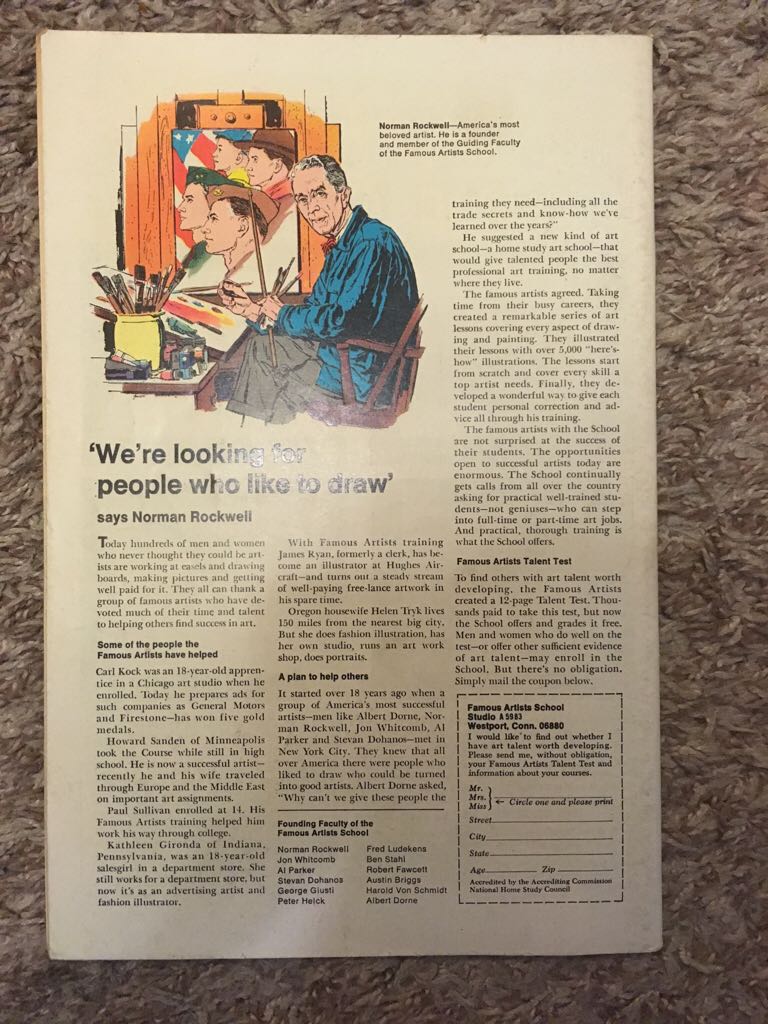 Norman Rockwell—America's most
beloved artist. He is a founder
and member of the Guiding Faculty
of the Famous Artists School.
'We're looking for
people who like to draw'
says Norman Rockwell
Today hundreds of men and women
who never thought they could be art-
ists are working at easels and drawing
boards, making pictures and getting
well paid for it. They all can thank a
group of famous artists who have de-
voted much of their time and talent
to helping others find success in art.
Some of the people the
Famous Artists have helped
Carl Kock was an 18-year-old appren-
tice in a Chicago art studio when he
enrolled. Today he prepares ads for
such companies as General Motors
and Firestone—has won five gold
medals.
Howard Sanden of Minneapolis
took the Course while still in high
school. He is now a successful artist—
recently he and his wife traveled
through Europe and the Middle East
on important art assignments.
Paul Sullivan enrolled at 14. His
Famous Artists training helped him
work his way through college.
Kathleen Gironda of Indiana,
Pennsylvania, was an 18-year-old
salesgirl in a department store. She
still works for a department store, but
now it's as an advertising artist and
fashion illustrator.
With Famous Artists training
James Ryan, formerly a clerk, has be-
come an illustrator at Hughes Air-
craft—and turns out a steady stream
of well-paying free-lance artwork in
his spare time.
Oregon housewife Helen Tryk lives
150 miles from the nearest big city.
But she does fashion illustration, has
her own studio, runs an art work
shop, does portraits.
A plan to help others
It started over 18 years ago when a
group of America's most successful
artists—men like Albert Dorne, Nor-
man Rockwell, Jon Whitcomb, Al
Parker and Stevan Dohanos—met in
New York City. They knew that all
over America there were people who
liked to draw who could be turned
into good artists. Albert Dorne asked,
"Why can't we give these people the
Founding Faculty of the
Famous Artists School
Norman Rockwell
Jon Whitcomb
Al Parker
Stevan Dohanos
George Giusti
Peter Helck
Fred Ludekens
Ben Stahl
Robert Fawcett
Austin Briggs
Harold Von Schmidt
Albert Dorne
training they need—including all the
trade secrets and know-how we've
learned over the years?"
He suggested a new kind of art
school—a home study art school—that
would give talented people the best
professional art training, no matter
where they live.
The famous artists agreed. Taking
time from their busy careers, they
created a remarkable series of art
lessons covering every aspect of draw-
ing and painting. They illustrated
their lessons with over 5,000 "here's-
how" illustrations. The lessons start
from scratch and cover every skill a
top artist needs. Finally, they de-
veloped a wonderful way to give each
student personal correction and ad-
vice all through his training.
The famous artists with the School
are not surprised at the success of
their students. The opportunities
open to successful artists today are
enormous. The School continually
gets calls from all over the country
asking for practical well-trained stu-
dents—not geniuses—who can step
into full-time or part-time art jobs.
And practical, thorough training is
what the School offers.
Famous Artists Talent Test
To find others with art talent worth
developing, the Famous Artists
created a 12-page Talent Test. Thou-
sands paid to take this test, but now
the School offers and grades it free.
Men and women who do well on the
test—or offer other sufficient evidence
of art talent—may enroll in the
School. But there's no obligation.
Simply mail the coupon below.
Famous Artists School
Studio A5983
Westport, Conn. 06880
I would like to find out whether I
have art talent worth developing.
Please send me, without obligation,
your Famous Artists Talent Test and
information about your courses.
Mr.
Mrs. ← Circle one and please print
Miss
Street
City
State
Age Zip
Accredited by the Accrediting Commission
National Home Study Council